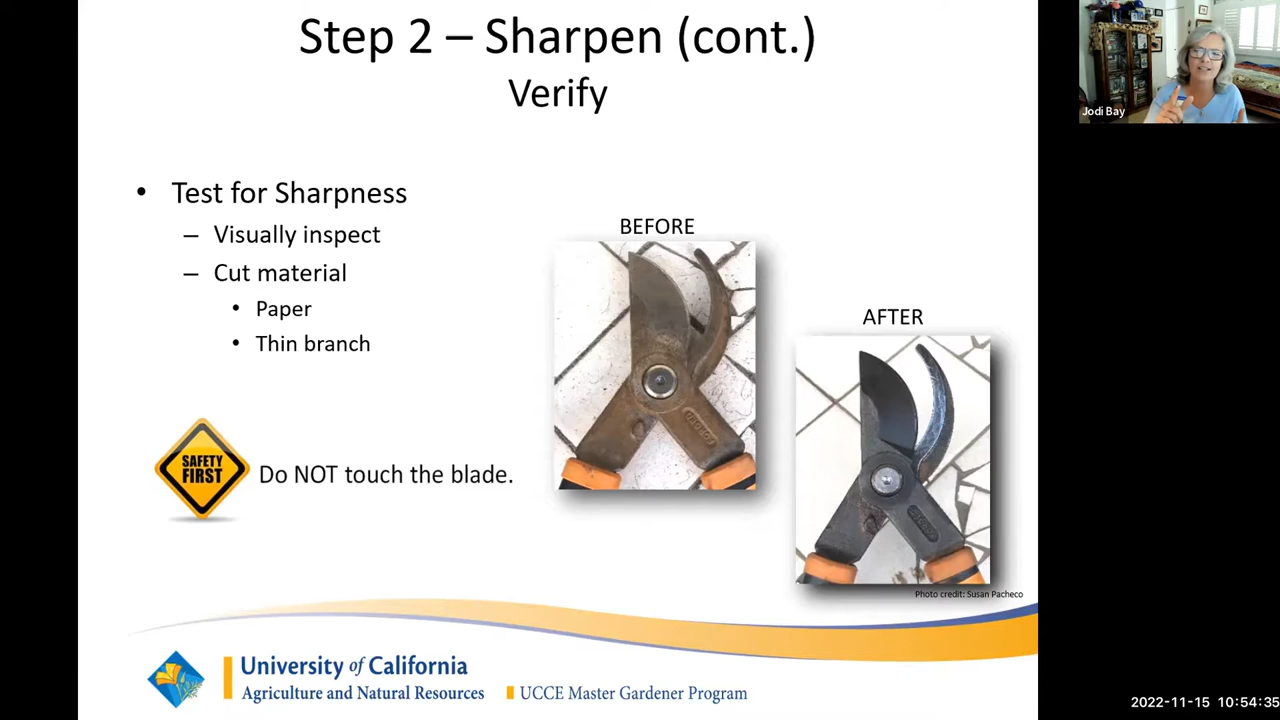 Step 2 – Sharpen (cont.)
Verify
• Test for Sharpness
– Visually inspect
– Cut material
• Paper
• Thin branch
BEFORE
AFTER
SAFETY
FIRST
Do NOT touch the blade.
Photo credit: Susan Pacheco
University of California
Agriculture and Natural Resources
UCCE Master Gardener Program
Jodi Bay
2022-11-15 10:54:35